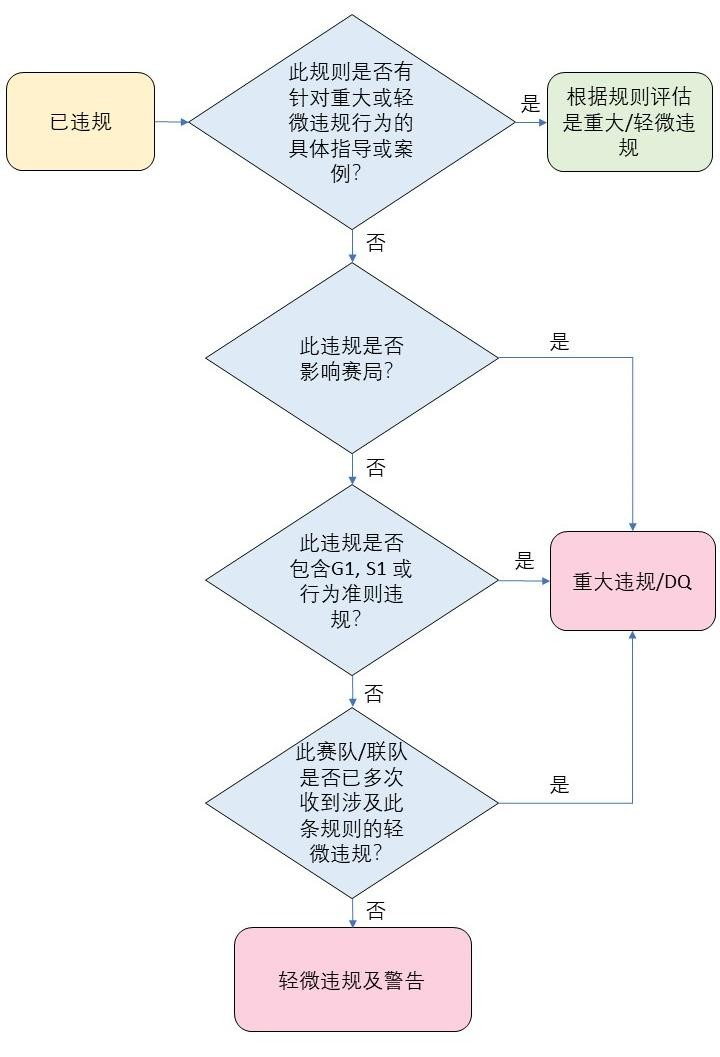 已违规
此规则是否有
针对重大或轻
微违规行为的
具体指导或案
例？
是
根据规则评估
是重大/轻微违
规
否
此违规是否
影响赛局？
是
否
此违规是否
包含G1, S1 或
行为准则违
规？
是
重大违规/DQ
否
此赛队/联队
是否已多次
收到涉及此
条规则的轻
微违规？
是
否
轻微违规及警告